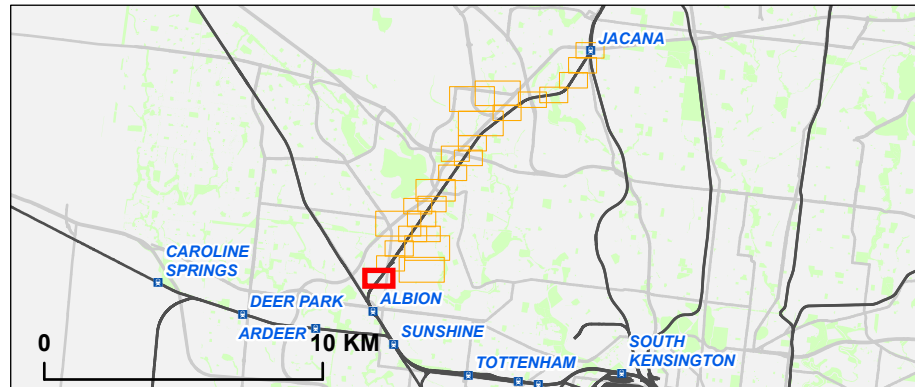 JACANA
CAROLINE
SPRINGS
DEER PARK
ALBION
ARDEER
SUNSHINE
0
10 KM
TOTTENHAM
SOUTH
KENSINGTON